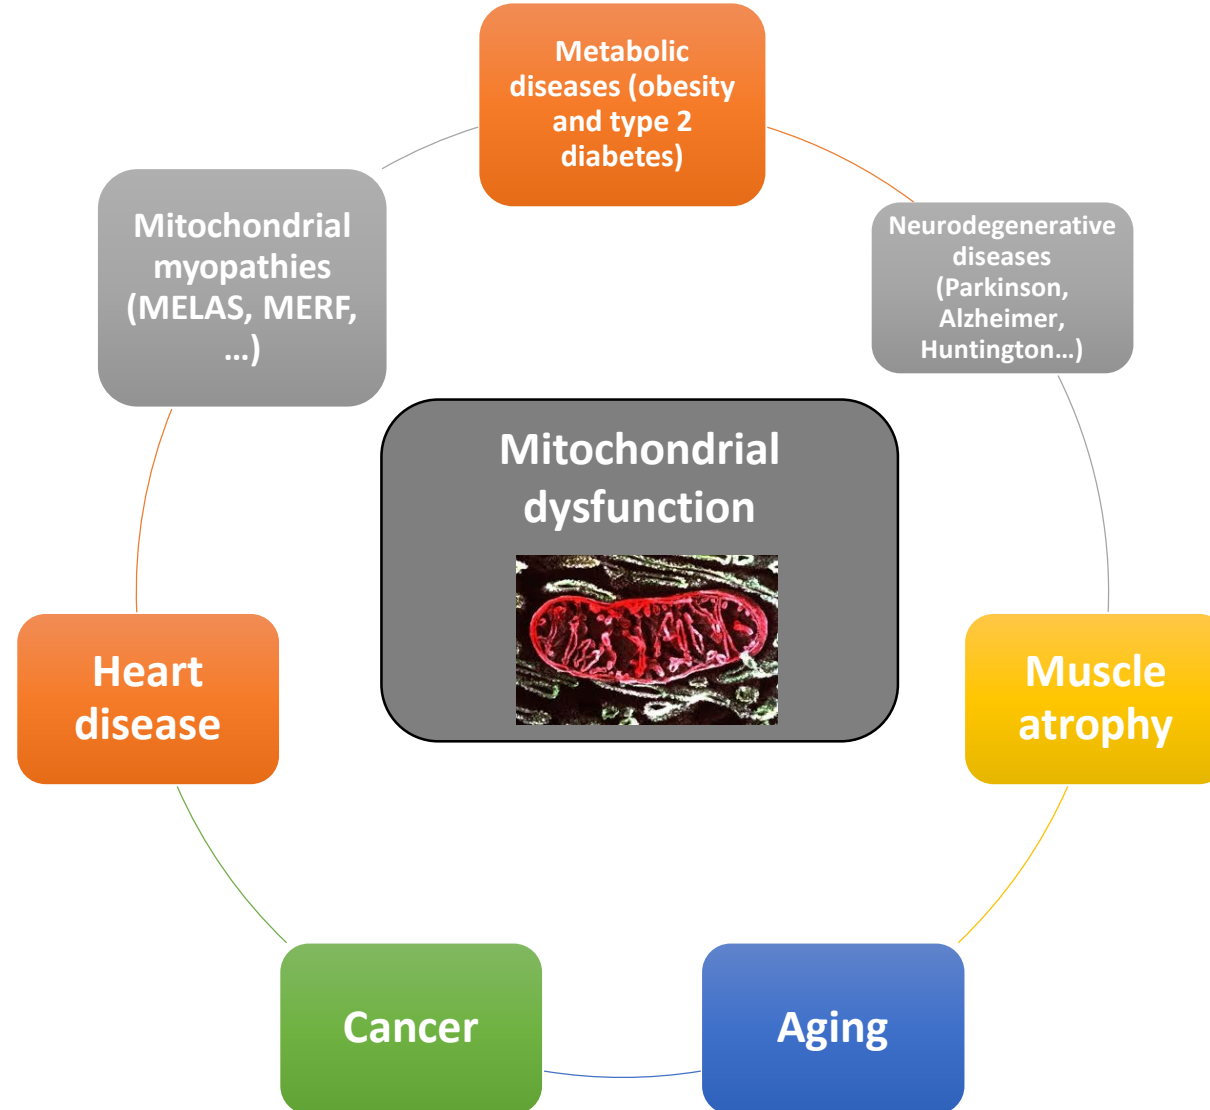 Metabolic
diseases (obesity
and type 2
diabetes)
Neurodegenerative
diseases
(Parkinson,
Alzheimer,
Huntington…)
Mitochondrial
myopathies
(MELAS, MERF,
…)
Mitochondrial
dysfunction
Heart
disease
Muscle
atrophy
Cancer
Aging